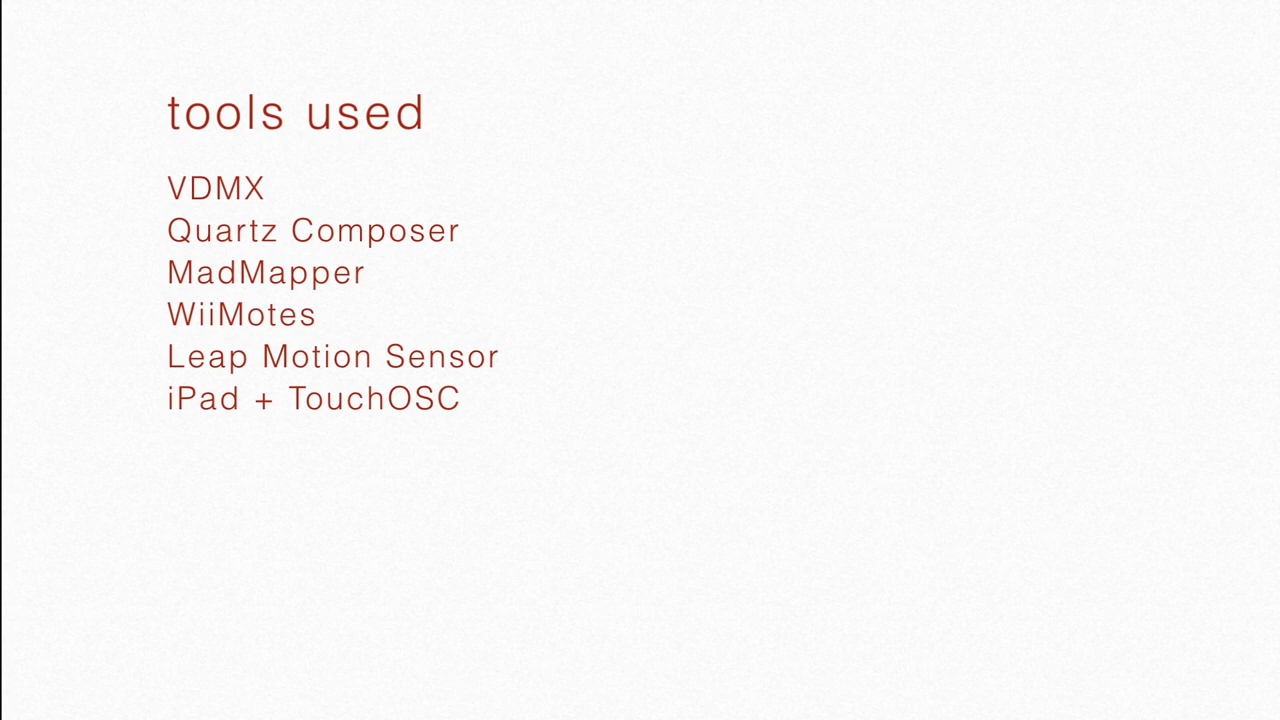 tools used
VDMX
Quartz Composer
MadMapper
WiiMotes
Leap Motion Sensor
iPad + TouchOSC